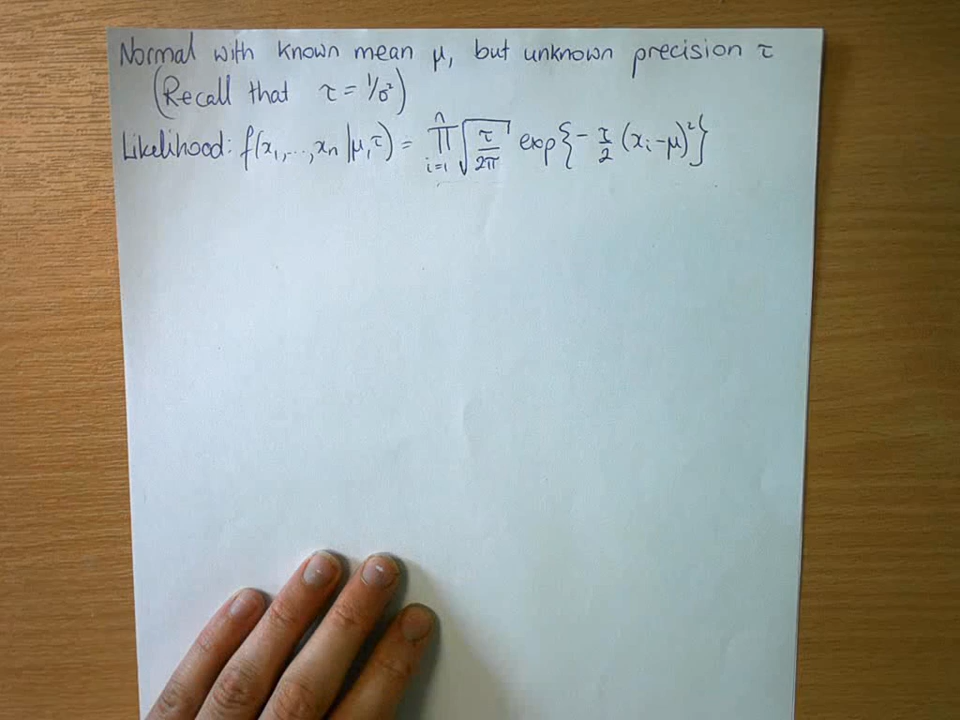 Normal with known mean μ, but unknown precision τ
(Recall that τ = 1/σ²)
Likelihood: f(x₁,...,xₙ|μ,τ) = ∏ᵢ₌₁ⁿ √(τ/2π) exp{-τ/2 (xᵢ-μ)²}